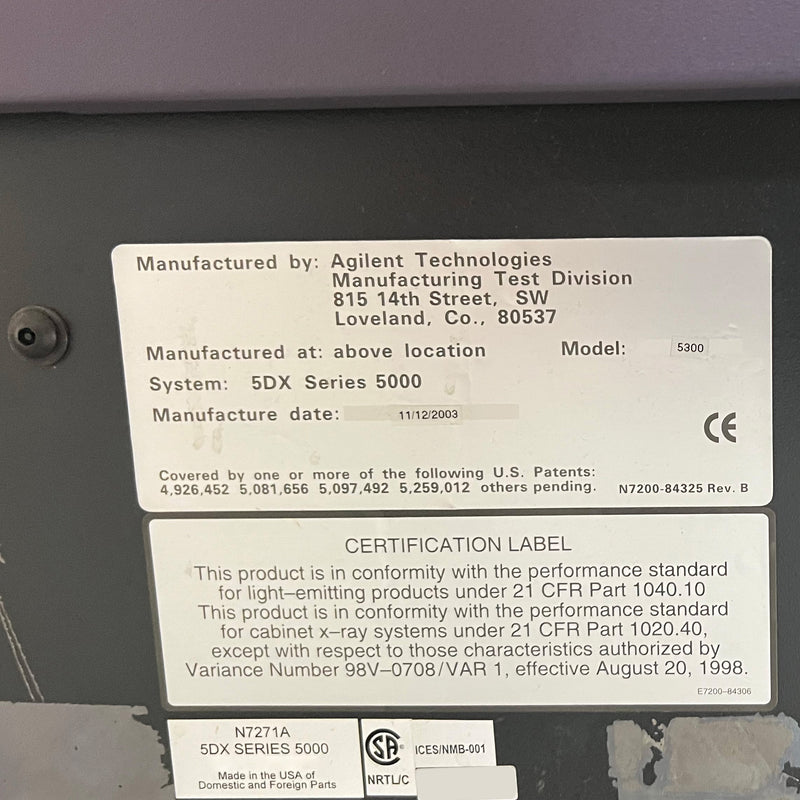 Manufactured by: Agilent Technologies
Manufacturing Test Division
815 14th Street, SW
Loveland, Co., 80537
Manufactured at: above location Model: 5300
System: 5DX Series 5000
Manufacture date: 11/12/2003
CE
Covered by one or more of the following U.S. Patents:
4,926,452 5,081,656 5,097,492 5,259,012 others pending. N7200-84325 Rev. B
CERTIFICATION LABEL
This product is in conformity with the performance standard
for light–emitting products under 21 CFR Part 1040.10
This product is in conformity with the performance standard
for cabinet x–ray systems under 21 CFR Part 1020.40,
except with respect to those characteristics authorized by
Variance Number 98V–0708/VAR 1, effective August 20, 1998.
E7200–84306
N7271A
5DX SERIES 5000
Made in the USA of
Domestic and Foreign Parts
SA
NRTL/C
ICES/NMB-001